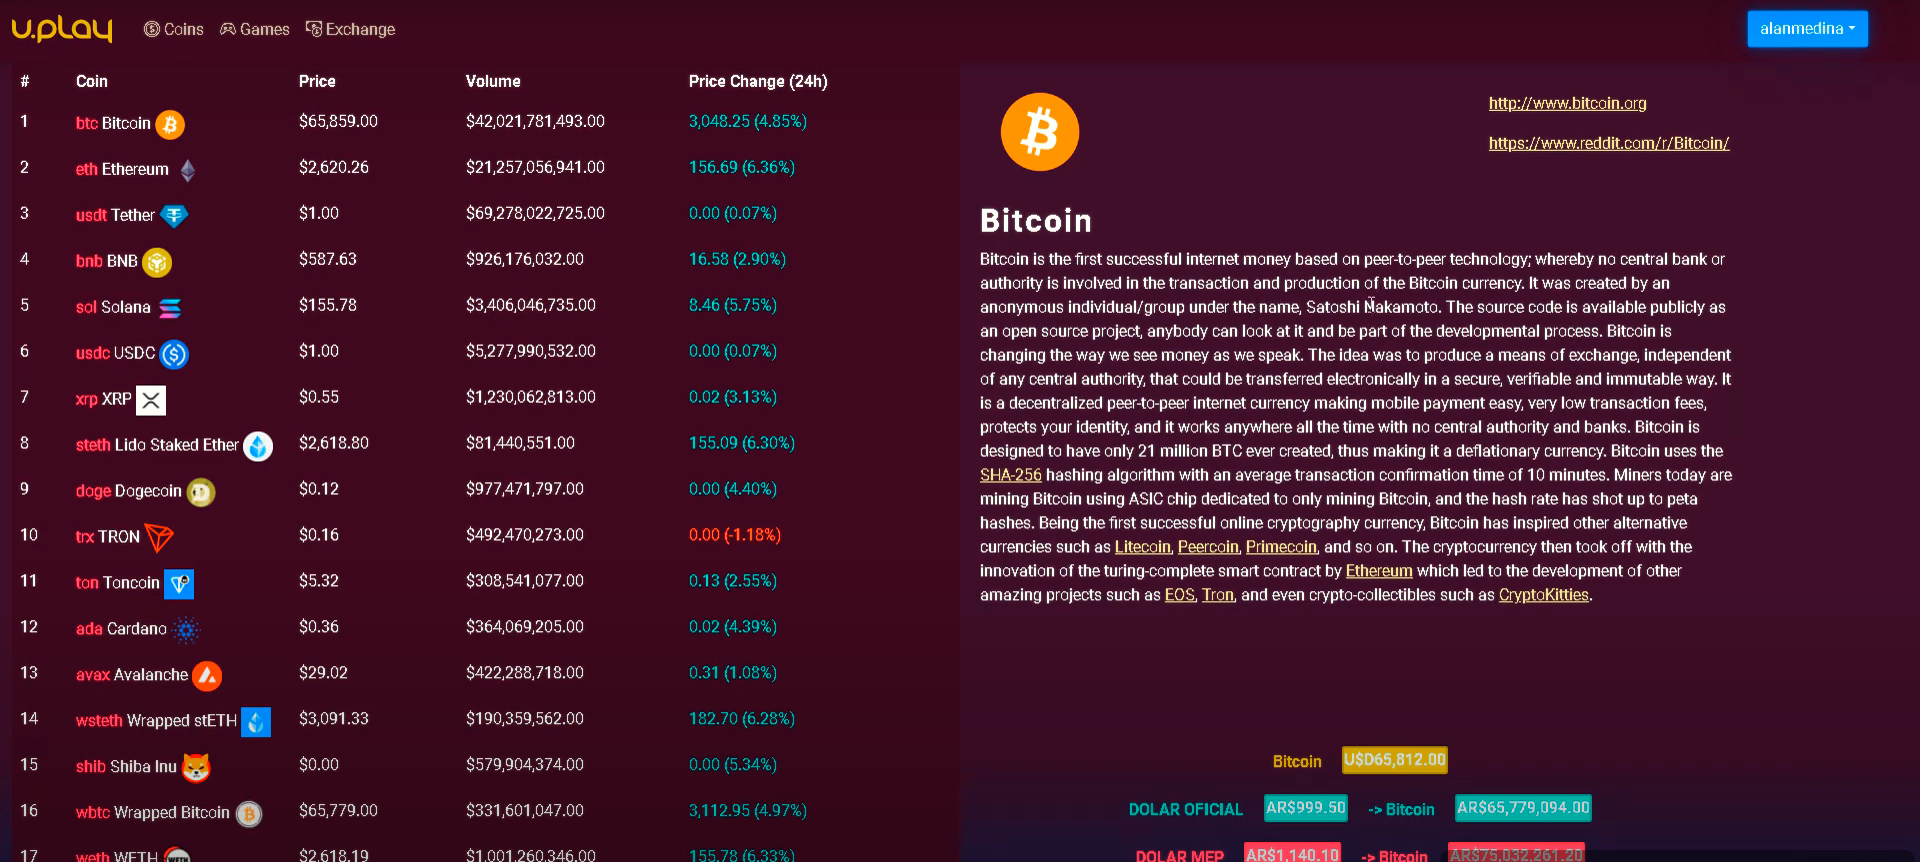 u.play Coins Games Exchange alanmedina
# Coin Price Volume Price Change (24h)
1 btc Bitcoin $65,859.00 $42,021,781,493.00 3,048.25 (4.85%)
2 eth Ethereum $2,620.26 $21,257,056,941.00 156.69 (6.36%)
3 usdt Tether $1.00 $69,278,022,725.00 0.00 (0.07%)
4 bnb BNB $587.63 $926,176,032.00 16.58 (2.90%)
5 sol Solana $155.78 $3,406,046,735.00 8.46 (5.75%)
6 usdc USDC $1.00 $5,277,990,532.00 0.00 (0.07%)
7 xrp XRP $0.55 $1,230,062,813.00 0.02 (3.13%)
8 steth Lido Staked Ether $2,618.80 $81,440,551.00 155.09 (6.30%)
9 doge Dogecoin $0.12 $977,471,797.00 0.00 (4.40%)
10 trx TRON $0.16 $492,470,273.00 0.00 (-1.18%)
11 ton Toncoin $5.32 $308,541,077.00 0.13 (2.55%)
12 ada Cardano $0.36 $364,069,205.00 0.02 (4.39%)
13 avax Avalanche $29.02 $422,288,718.00 0.31 (1.08%)
14 wsteth Wrapped stETH $3,091.33 $190,359,562.00 182.70 (6.28%)
15 shib Shiba Inu $0.00 $579,904,374.00 0.00 (5.34%)
16 wbtc Wrapped Bitcoin $65,779.00 $331,601,047.00 3,112.95 (4.97%)
17 weth WETH $2,618.19 $1,001,260,346.00 155.78 (6.33%)
http://www.bitcoin.org
https://www.reddit.com/r/Bitcoin/
Bitcoin
Bitcoin is the first successful internet money based on peer-to-peer technology; whereby no central bank or
authority is involved in the transaction and production of the Bitcoin currency. It was created by an
anonymous individual/group under the name, Satoshi Nakamoto. The source code is available publicly as
an open source project, anybody can look at it and be part of the developmental process. Bitcoin is
changing the way we see money as we speak. The idea was to produce a means of exchange, independent
of any central authority, that could be transferred electronically in a secure, verifiable and immutable way. It
is a decentralized peer-to-peer internet currency making mobile payment easy, very low transaction fees,
protects your identity, and it works anywhere all the time with no central authority and banks. Bitcoin is
designed to have only 21 million BTC ever created, thus making it a deflationary currency. Bitcoin uses the
SHA-256 hashing algorithm with an average transaction confirmation time of 10 minutes. Miners today are
mining Bitcoin using ASIC chip dedicated to only mining Bitcoin, and the hash rate has shot up to peta
hashes. Being the first successful online cryptography currency, Bitcoin has inspired other alternative
currencies such as Litecoin, Peercoin, Primecoin, and so on. The cryptocurrency then took off with the
innovation of the turing-complete smart contract by Ethereum which led to the development of other
amazing projects such as EOS, Tron, and even crypto-collectibles such as CryptoKitties.
Bitcoin U$D65,812.00
DOLAR OFICIAL AR$999.50 -> Bitcoin AR$65,779,094.00
DOLAR MEP AR$1,140.10 -> Bitcoin AR$75,032,261.20